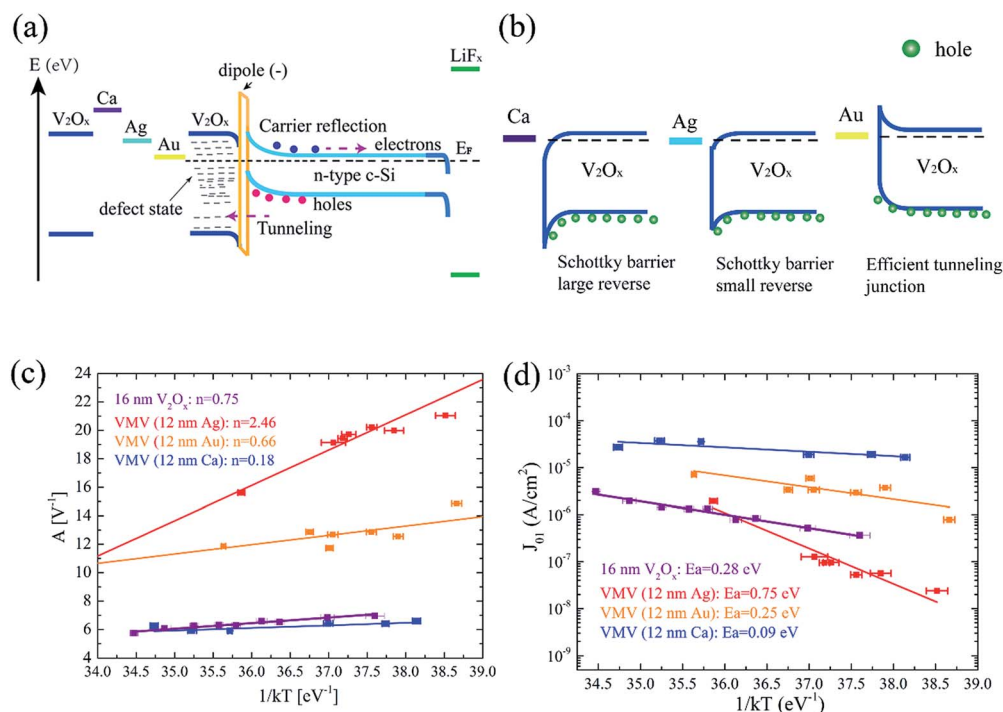 (a)
E (eV)
V₂Oₓ
Ca
Ag
Au
defect state
V₂Oₓ
dipole (-)
Carrier reflection
electrons
n-type c-Si
holes
Tunneling
E_F
LiFₓ
(b)
hole
Ca
V₂Oₓ
Schottky barrier
large reverse
Ag
V₂Oₓ
Schottky barrier
small reverse
Au
V₂Oₓ
Efficient tunneling
junction
(c)
A [V⁻¹]
24
22
20
18
16
14
12
10
8
6
4
16 nm V₂Oₓ: n=0.75
VMV (12 nm Ag): n=2.46
VMV (12 nm Au): n=0.66
VMV (12 nm Ca): n=0.18
34.0 34.5 35.0 35.5 36.0 36.5 37.0 37.5 38.0 38.5 39.0
1/kT [eV⁻¹]
(d)
J₀₁ (A/cm²)
10⁻³
10⁻⁴
10⁻⁵
10⁻⁶
10⁻⁷
10⁻⁸
16 nm V₂Oₓ: Ea=0.28 eV
VMV (12 nm Ag): Ea=0.75 eV
VMV (12 nm Au): Ea=0.25 eV
VMV (12 nm Ca): Ea=0.09 eV
34.5 35.0 35.5 36.0 36.5 37.0 37.5 38.0 38.5 39.0
1/kT (eV⁻¹)